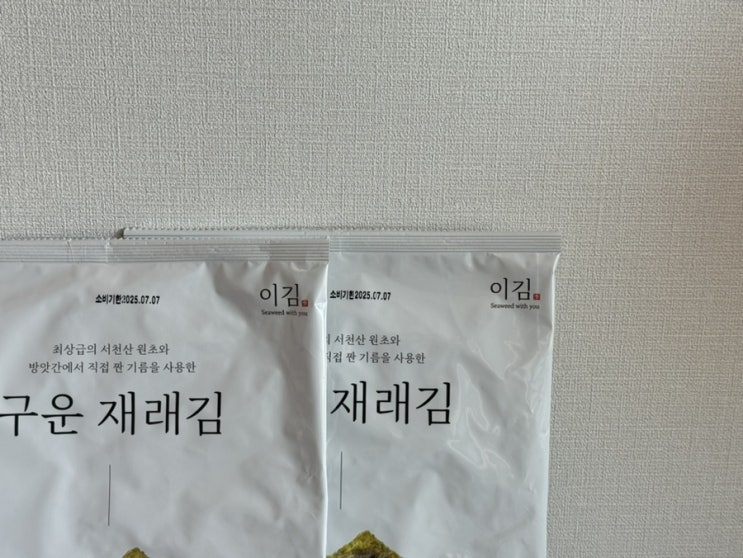 소비기한2025.07.07
이김
Seaweed with you
최상급의 서천산 원초와
방앗간에서 직접 짠 기름을 사용한
구운 재래김
소비기한2025.07.07
이김
Seaweed with you
서천산 원초와
직접 짠 기름을 사용한
재래김